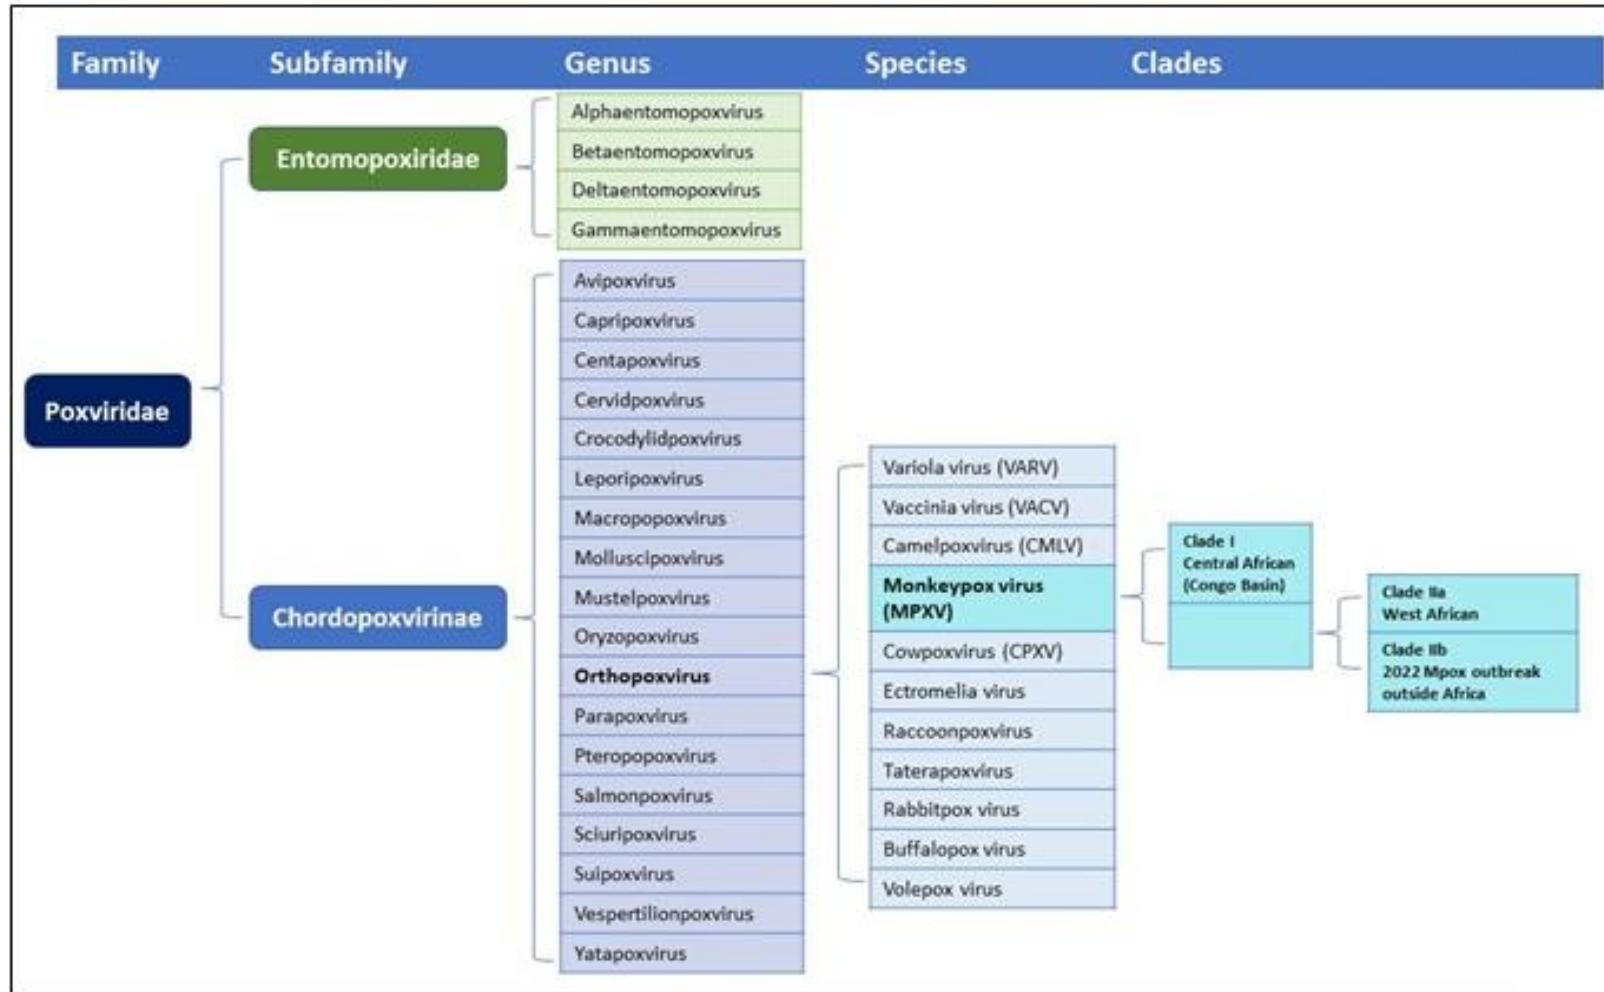 Family Subfamily Genus Species Clades
Poxviridae
Entomopoxiridae
Alphaentomopoxvirus
Betaentomopoxvirus
Deltaentomopoxvirus
Gammaentomopoxvirus
Chordopoxvirinae
Avipoxvirus
Capripoxvirus
Centapoxvirus
Cervidpoxvirus
Crocodylidpoxvirus
Leporipoxvirus
Macropopoxvirus
Molluscipoxvirus
Mustelpoxvirus
Oryzopoxvirus
Orthopoxvirus
Parapoxvirus
Pteropopoxvirus
Salmonpoxvirus
Sciuripoxvirus
Suipoxvirus
Vespertilionpoxvirus
Yatapoxvirus
Variola virus (VARV)
Vaccinia virus (VACV)
Camelpoxvirus (CMLV)
Monkeypox virus
(MPXV)
Cowpoxvirus (CPXV)
Ectromelia virus
Raccoonpoxvirus
Taterapoxvirus
Rabbitpox virus
Buffalopox virus
Volepox virus
Clade I
Central African
(Congo Basin)
Clade IIa
West African
Clade IIb
2022 Mpox outbreak
outside Africa